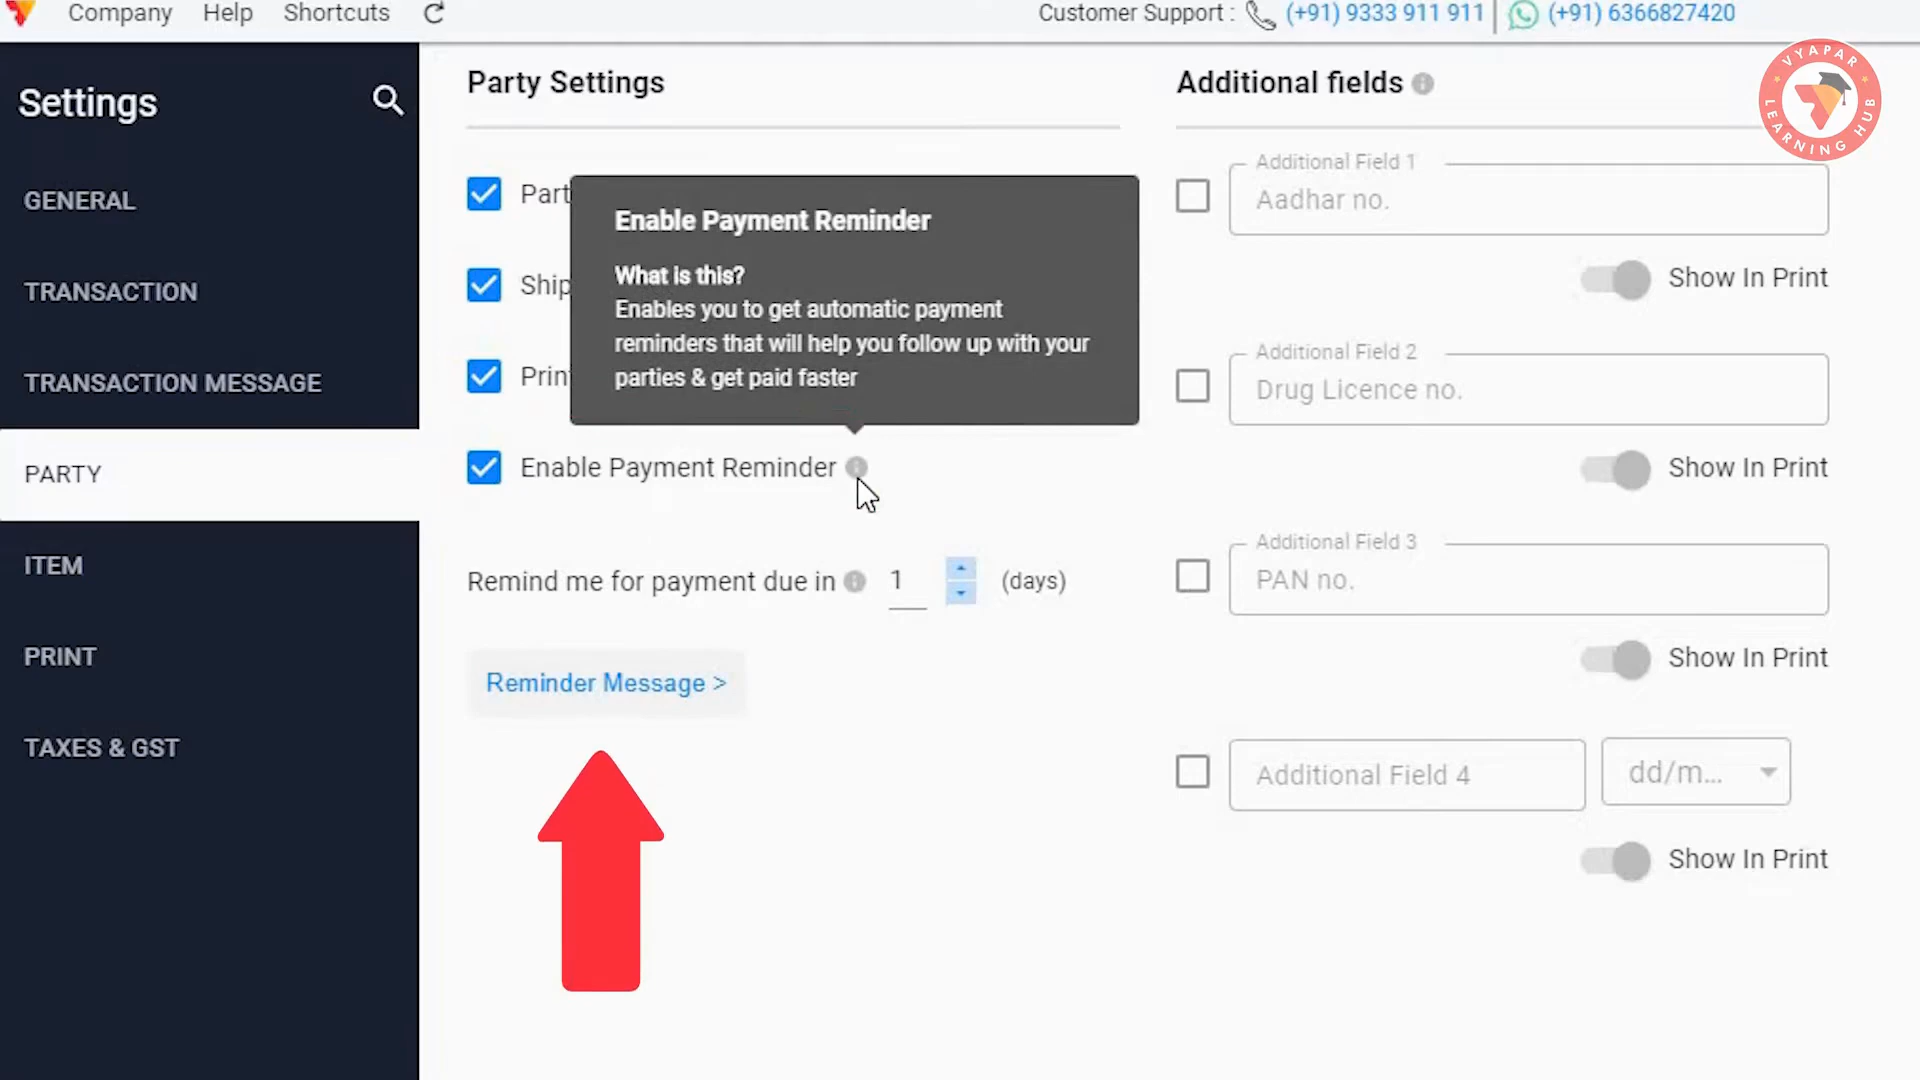 Company Help Shortcuts
Customer Support : (+91) 9333 911 911 | (+91) 6366827420
VYAPAR
LEARNING HUB
Settings
GENERAL
TRANSACTION
TRANSACTION MESSAGE
PARTY
ITEM
PRINT
TAXES & GST
Party Settings
Part
Ship
Prin
Enable Payment Reminder
What is this?
Enables you to get automatic payment
reminders that will help you follow up with your
parties & get paid faster
Enable Payment Reminder
Remind me for payment due in 1 (days)
Reminder Message >
Additional fields
Additional Field 1
Aadhar no.
Show In Print
Additional Field 2
Drug Licence no.
Show In Print
Additional Field 3
PAN no.
Show In Print
Additional Field 4 dd/m...
Show In Print